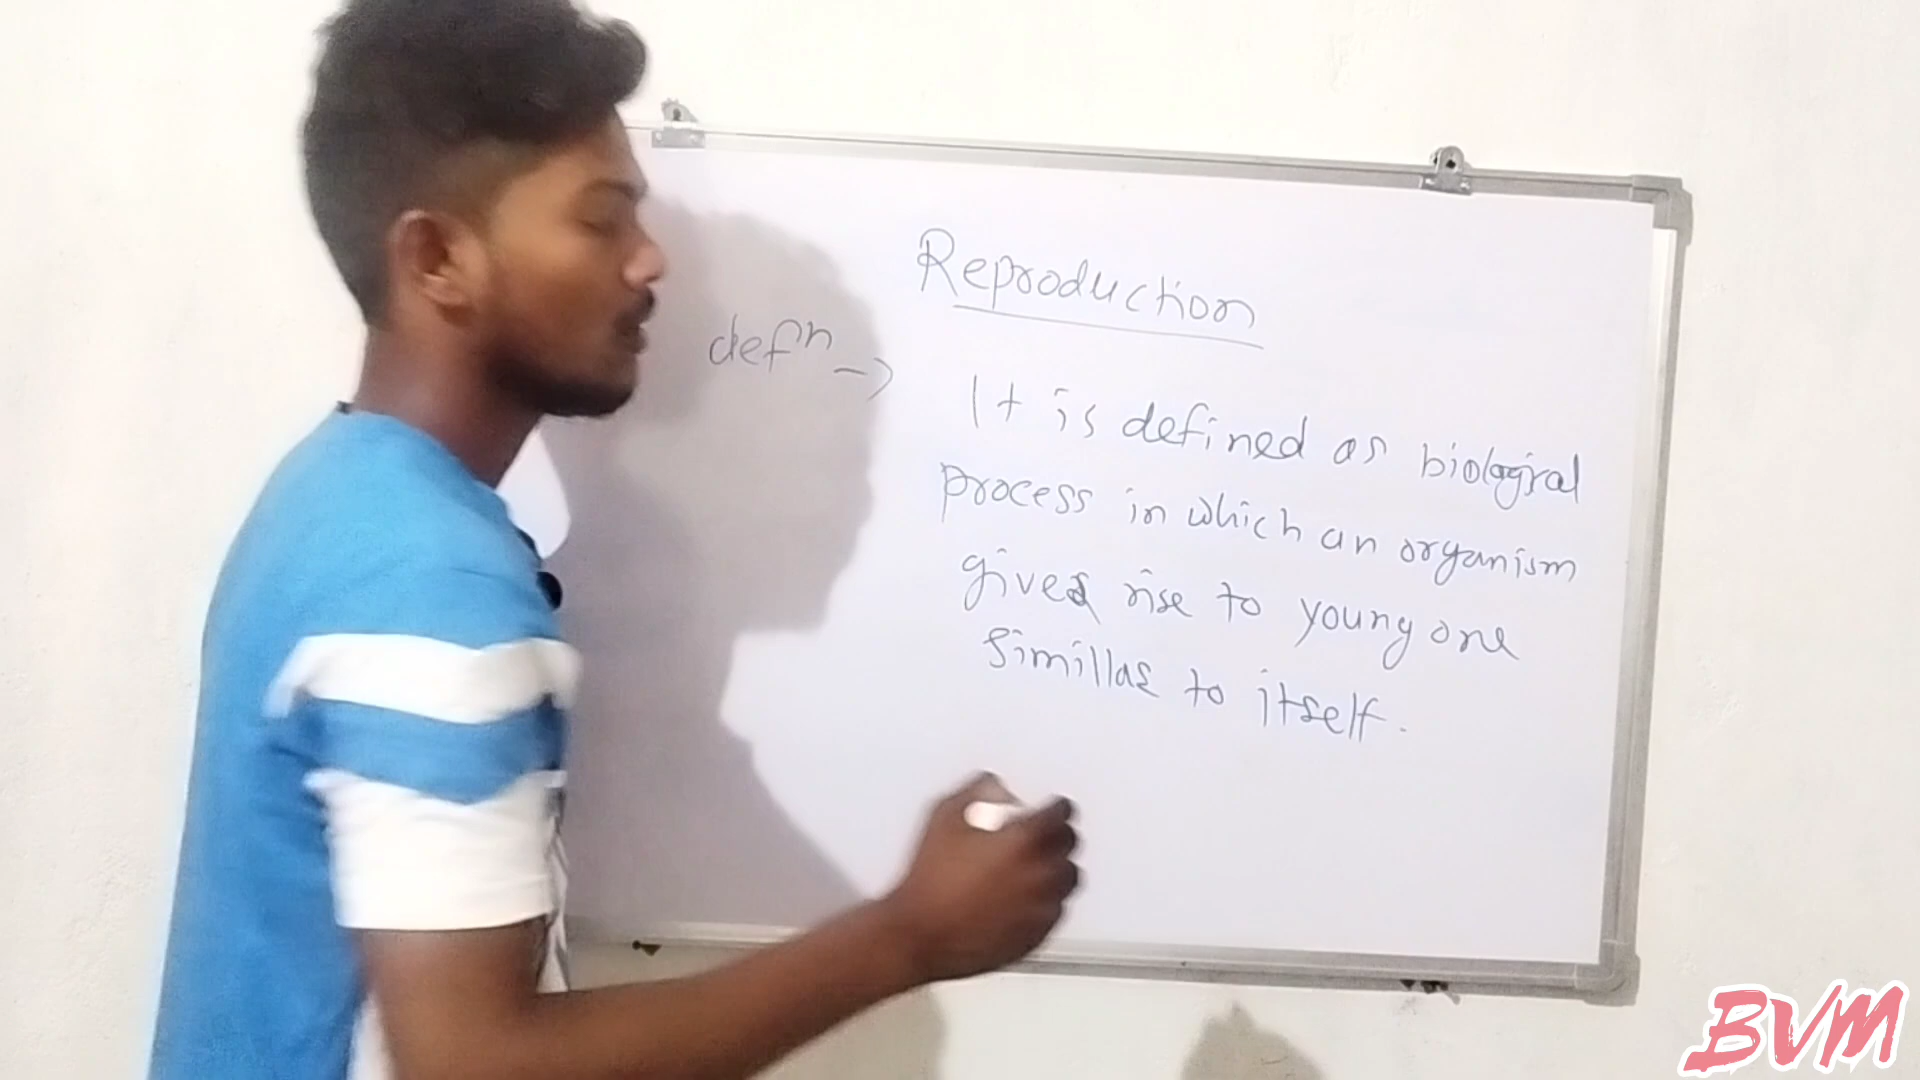 Reproduction
defn →
It is defined as biological
process in which an organism
gives rise to young one
Simillar to itself.
BVM